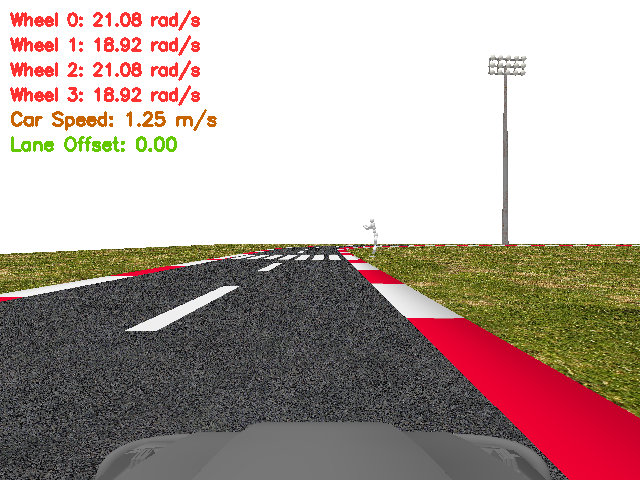 Wheel 0: 21.08 rad/s
Wheel 1: 18.92 rad/s
Wheel 2: 21.08 rad/s
Wheel 3: 18.92 rad/s
Car Speed: 1.25 m/s
Lane Offset: 0.00